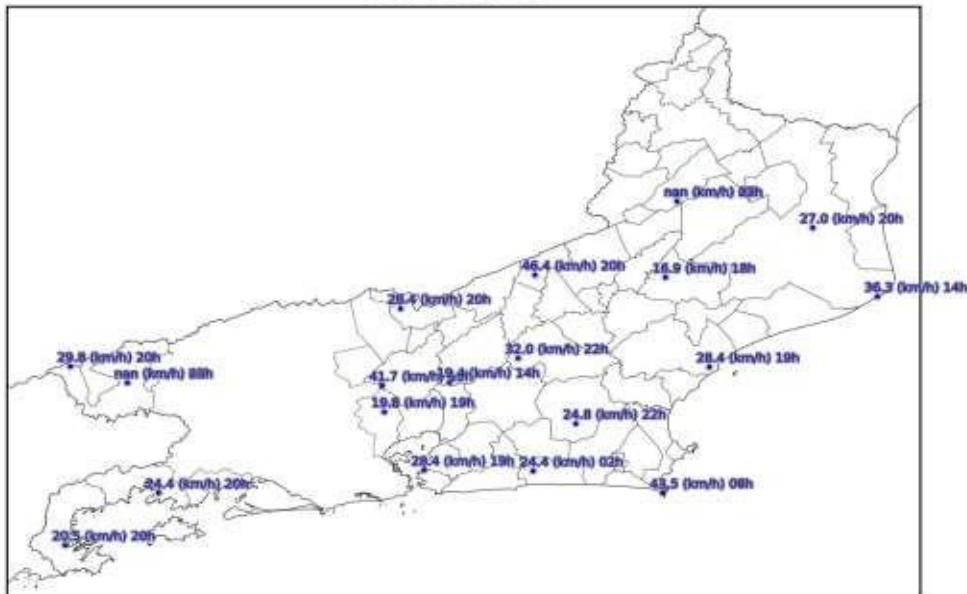 nan (km/h)
27.0 (km/h) 20h
46.4 (km/h) 20h
16.9 (km/h) 18h
36.3 (km/h) 14h
28.4 (km/h) 20h
32.0 (km/h) 22h
28.4 (km/h) 19h
29.8 (km/h) 20h
nan (km/h)
41.7 (km/h)
19.4 (km/h) 14h
19.8 (km/h) 19h
24.8 (km/h) 22h
28.4 (km/h) 19h
24.4 (km/h) 02h
24.4 (km/h) 20h
43.5 (km/h) 08h
20.5 (km/h) 20h